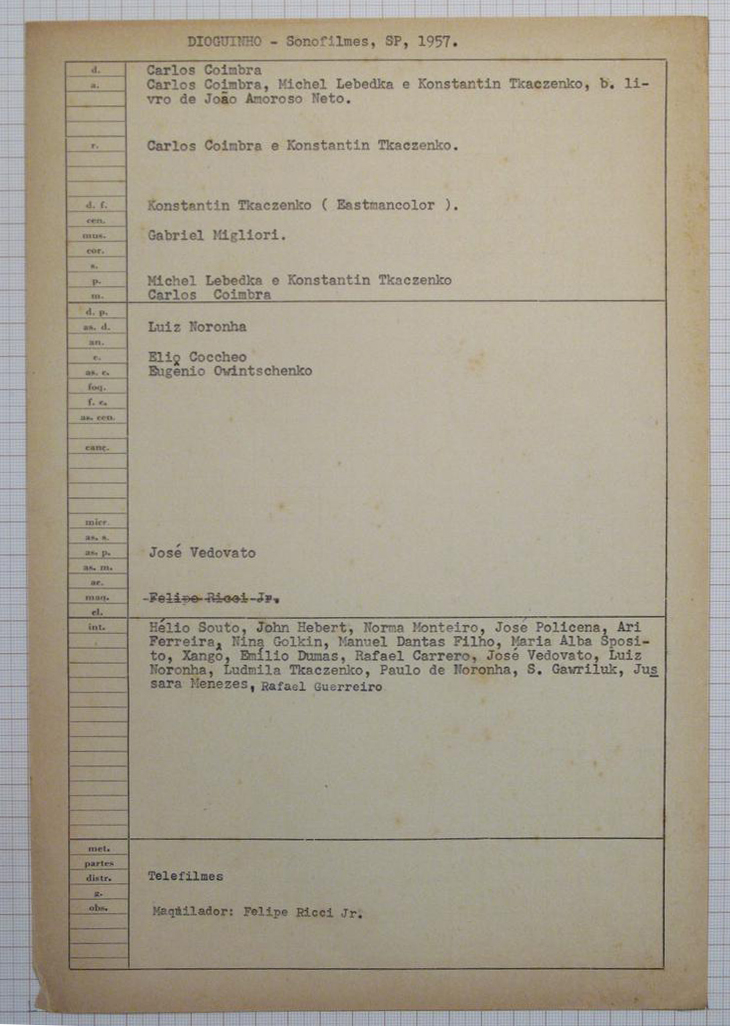 DIOGUINHO - Sonofilmes, SP, 1957.
d. Carlos Coimbra
a. Carlos Coimbra, Michel Lebedka e Konstantin Tkaczenko, b. li-
vro de João Amoroso Neto.
r. Carlos Coimbra e Konstantin Tkaczenko.
d. f. Konstantin Tkaczenko ( Eastmancolor ).
cen.
mus. Gabriel Migliori.
cor.
s.
p. Michel Lebedka e Konstantin Tkaczenko
m. Carlos Coimbra
d. p.
as. d. Luiz Noronha
an.
c. Elio Coccheo
as. c. Eugênio Owintschenko
foq.
f. c.
as. cen.
canç.
micr.
as. s.
as. p. José Vedovato
as. m.
ae.
maq. -Felipe Ricci Jr.
el.
int. Hélio Souto, John Hebert, Norma Monteiro, José Policena, Ari
Ferreira, Nina Golkin, Manuel Dantas Filho, Maria Alba Sposi-
to, Xangô, Emílio Dumas, Rafael Carrero, José Vedovato, Luiz
Noronha, Ludmila Tkaczenko, Paulo de Noronha, S. Gawriluk, Jus
sara Menezes, Rafael Guerreiro
met.
partes
distr. Telefilmes
g.
obs. Maquilador: Felipe Ricci Jr.